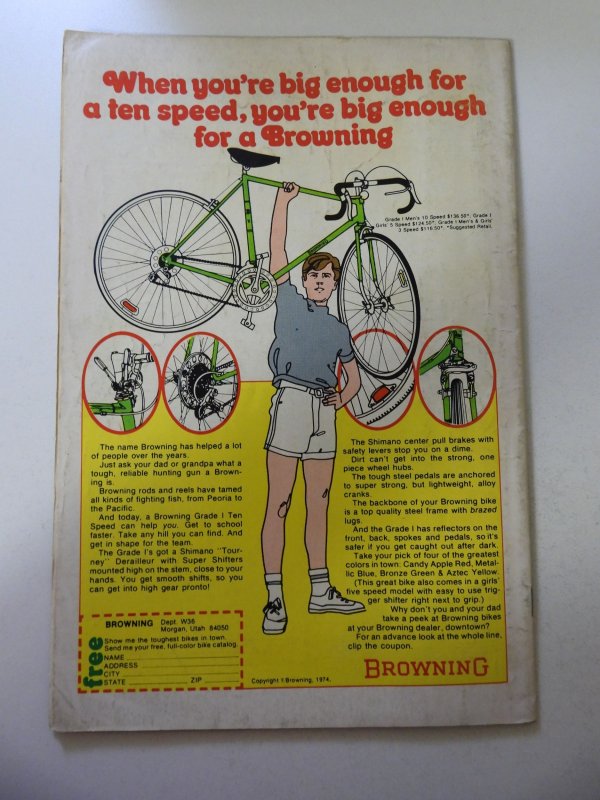 When you're big enough for
a ten speed, you're big enough
for a Browning
Grade I Men's 10 Speed $136.50*. Grade I
Girls' 5 Speed $124.50*. Grade I Men's & Girls'
3 Speed $116.50*. *Suggested Retail.
The name Browning has helped a lot
of people over the years.
Just ask your dad or grandpa what a
tough, reliable hunting gun a Brown-
ing is.
Browning rods and reels have tamed
all kinds of fighting fish, from Peoria to
the Pacific.
And today, a Browning Grade I Ten
Speed can help you. Get to school
faster. Take any hill you can find. And
get in shape for the team.
The Grade I's got a Shimano "Tour-
ney" Derailleur with Super Shifters
mounted high on the stem, close to your
hands. You get smooth shifts, so you
can get into high gear pronto!
The Shimano center pull brakes with
safety levers stop you on a dime.
Dirt can't get into the strong, one
piece wheel hubs.
The tough steel pedals are anchored
to super strong, but lightweight, alloy
cranks.
The backbone of your Browning bike
is a top quality steel frame with brazed
lugs.
And the Grade I has reflectors on the
front, back, spokes and pedals, so it's
safer if you get caught out after dark.
Take your pick of four of the greatest
colors in town. Candy Apple Red, Metal-
lic Blue, Bronze Green & Aztec Yellow.
(This great bike also comes in a girls'
five speed model with easy to use trig-
ger shifter right next to grip.)
Why don't you and your dad
take a peek at Browning bikes
at your Browning dealer, downtown?
For an advance look at the whole line,
clip the coupon.
BROWNING Dept. W36
Morgan, Utah 84050
free
Show me the toughest bikes in town.
Send me your free, full-color bike catalog.
NAME
ADDRESS
CITY
STATE ZIP
Copyright © Browning, 1974.
BROWNING